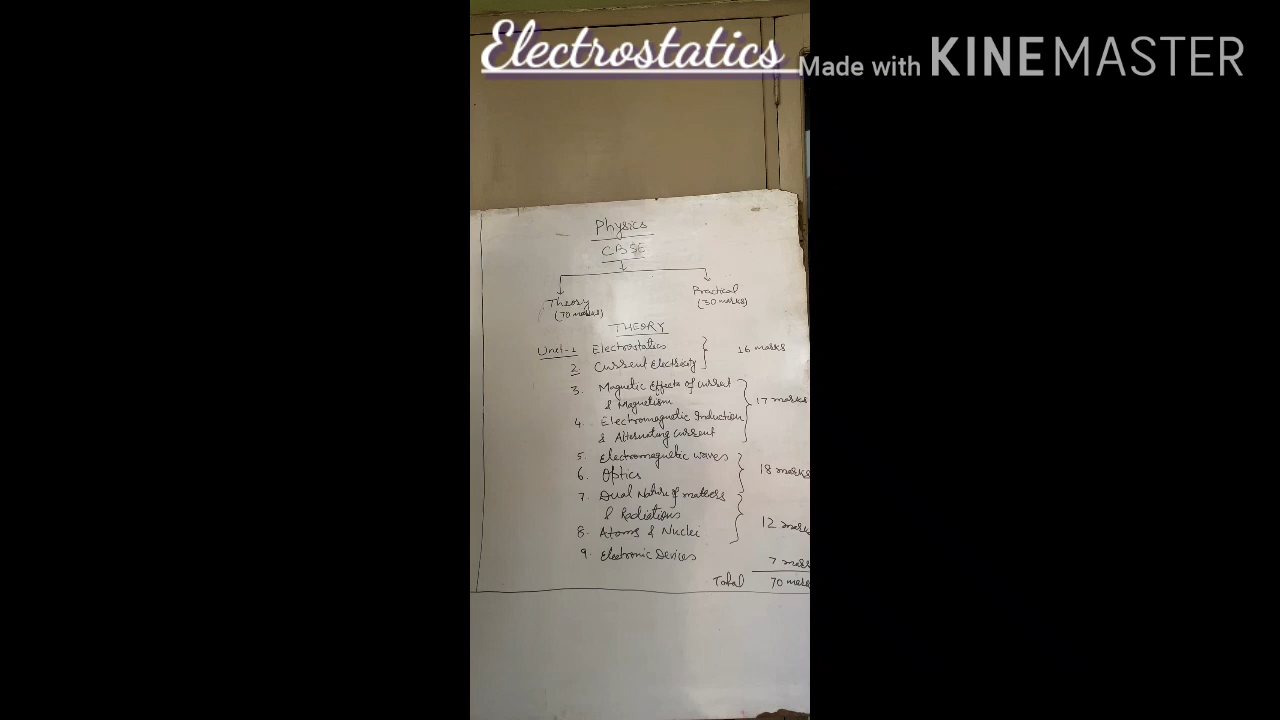 Electrostatics
Made with KINEMASTER
Physics
CBSE
Theory
(70 marks)
Practical
(30 marks)
THEORY
Unit-1 Electrostatics
2. Current Electricity
16 marks
3. Magnetic Effects of current
& Magnetism
17 marks
4. Electromagnetic Induction
& Alternating current
5. Electromagnetic waves
6. Optics
18 marks
7. Dual Nature of matters
& Radiations
12 mark
8. Atoms & Nuclei
9. Electronic Devices
7 mark
Total 70 mark